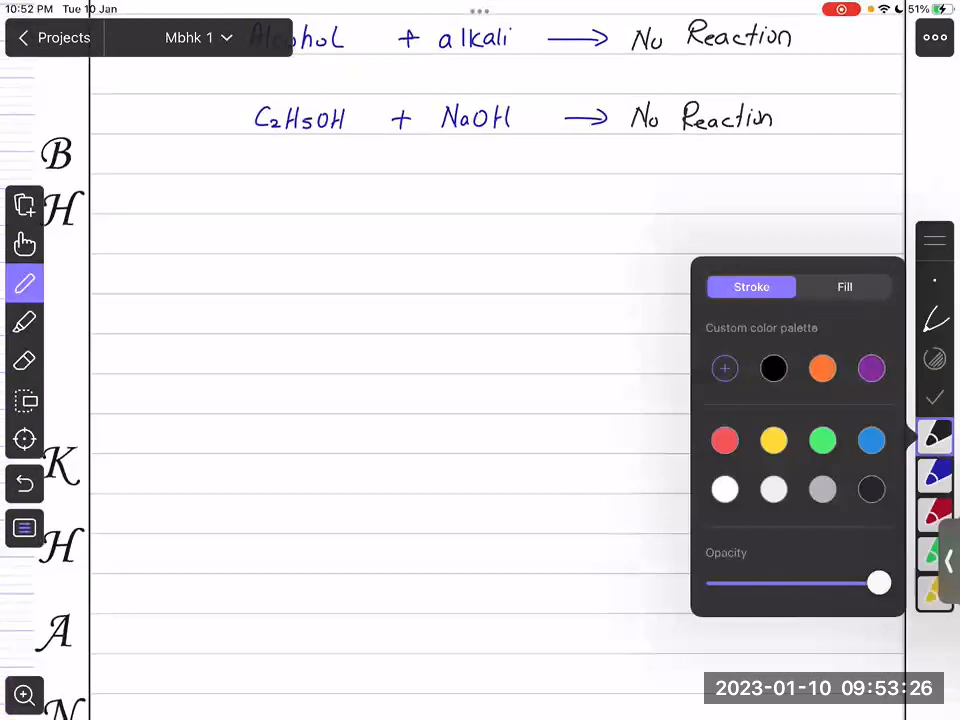 10:52 PM Tue 10 Jan
51%
Projects
Mbhk 1
Alcohol + alkali → No Reaction
C₂H₅OH + NaOH → No Reaction
B
H
K
H
A
N
Stroke
Fill
Custom color palette
Opacity
2023-01-10 09:53:26